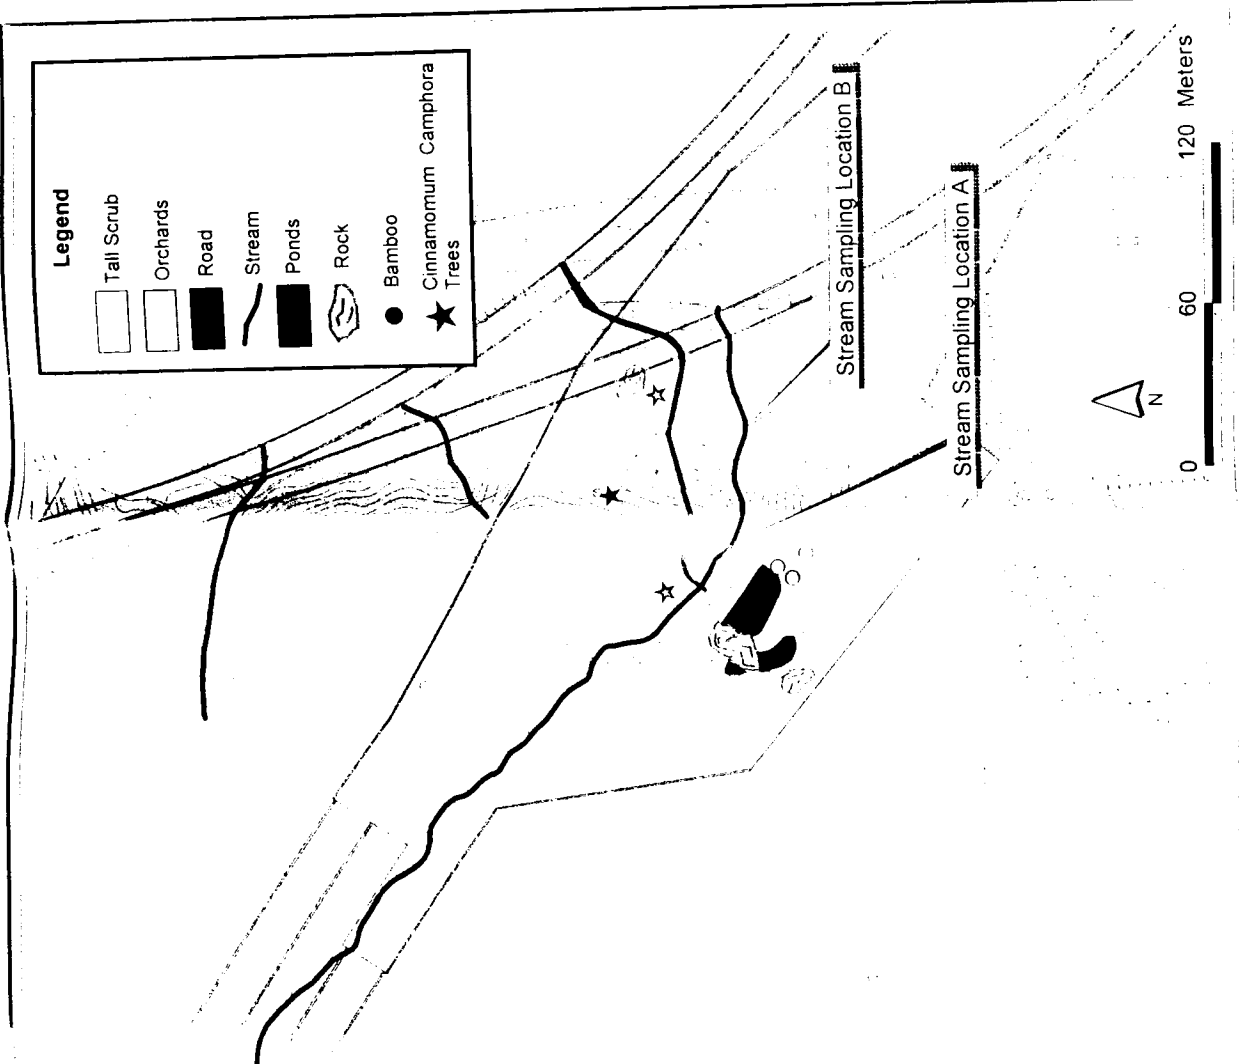 Legend
Tall Scrub
Orchards
Road
Stream
Ponds
Rock
Bamboo
Cinnamomum Camphora
Trees
Stream Sampling Location B
Stream Sampling Location A
N
0 60 120 Meters